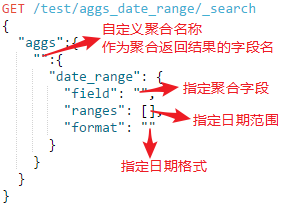 GET /test/aggs_date_range/_search
{
自定义聚合名称
"aggs":{
作为聚合返回结果的字段名
"":{
"date_range": {
"field": "",
指定聚合字段
"ranges": [],
指定日期范围
"format": ""
}
指定日期格式
}
}
}